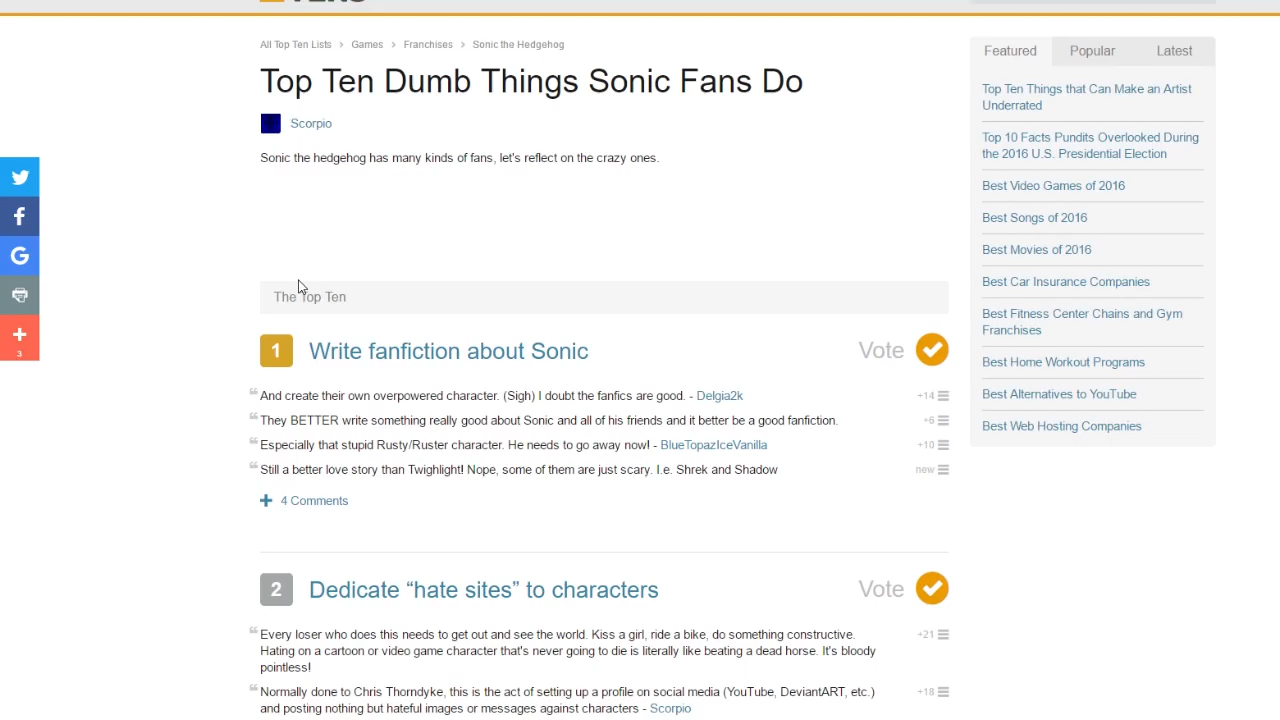 All Top Ten Lists > Games > Franchises > Sonic the Hedgehog
Top Ten Dumb Things Sonic Fans Do
Scorpio
Sonic the hedgehog has many kinds of fans, let's reflect on the crazy ones.
3
The Top Ten
1 Write fanfiction about Sonic Vote
And create their own overpowered character. (Sigh) I doubt the fanfics are good. - Delgia2k +14
They BETTER write something really good about Sonic and all of his friends and it better be a good fanfiction. +6
Especially that stupid Rusty/Ruster character. He needs to go away now! - BlueTopazIceVanilla +10
Still a better love story than Twighlight! Nope, some of them are just scary. I.e. Shrek and Shadow new
4 Comments
2 Dedicate “hate sites” to characters Vote
Every loser who does this needs to get out and see the world. Kiss a girl, ride a bike, do something constructive. +21
Hating on a cartoon or video game character that's never going to die is literally like beating a dead horse. It's bloody
pointless!
Normally done to Chris Thorndyke, this is the act of setting up a profile on social media (YouTube, DeviantART, etc.) +18
and posting nothing but hateful images or messages against characters - Scorpio
Featured Popular Latest
Top Ten Things that Can Make an Artist
Underrated
Top 10 Facts Pundits Overlooked During
the 2016 U.S. Presidential Election
Best Video Games of 2016
Best Songs of 2016
Best Movies of 2016
Best Car Insurance Companies
Best Fitness Center Chains and Gym
Franchises
Best Home Workout Programs
Best Alternatives to YouTube
Best Web Hosting Companies